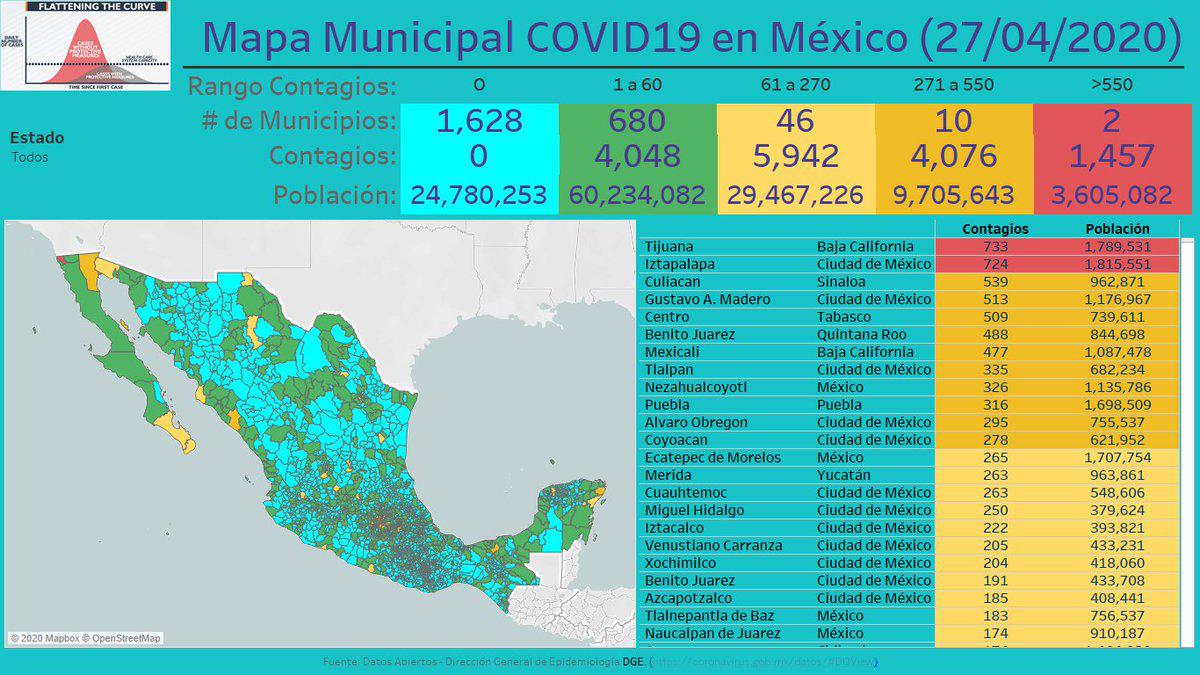 FLATTENING THE CURVE
DAILY NUMBER OF CASES
CASES WITHOUT PROTECTIVE MEASURES
HEALTH CARE SYSTEM CAPACITY
CASES WITH PROTECTIVE MEASURES
TIME SINCE FIRST CASE
Mapa Municipal COVID19 en México (27/04/2020)
Rango Contagios: 0 1 a 60 61 a 270 271 a 550 >550
# de Municipios: 1,628 680 46 10 2
Contagios: 0 4,048 5,942 4,076 1,457
Población: 24,780,253 60,234,082 29,467,226 9,705,643 3,605,082
Estado
Todos
Contagios Población
Tijuana Baja California 733 1,789,531
Iztapalapa Ciudad de México 724 1,815,551
Culiacan Sinaloa 539 962,871
Gustavo A. Madero Ciudad de México 513 1,176,967
Centro Tabasco 509 739,611
Benito Juarez Quintana Roo 488 844,698
Mexicali Baja California 477 1,087,478
Tlalpan Ciudad de México 335 682,234
Nezahualcoyotl México 326 1,135,786
Puebla Puebla 316 1,698,509
Alvaro Obregon Ciudad de México 295 755,537
Coyoacan Ciudad de México 278 621,952
Ecatepec de Morelos México 265 1,707,754
Merida Yucatán 263 963,861
Cuauhtemoc Ciudad de México 263 548,606
Miguel Hidalgo Ciudad de México 250 379,624
Iztacalco Ciudad de México 222 393,821
Venustiano Carranza Ciudad de México 205 433,231
Xochimilco Ciudad de México 204 418,060
Benito Juarez Ciudad de México 191 433,708
Azcapotzalco Ciudad de México 185 408,441
Tlalnepantla de Baz México 183 756,537
Naucalpan de Juarez México 174 910,187
© 2020 Mapbox © OpenStreetMap
Fuente: Datos Abiertos - Dirección General de Epidemiología DGE. (https://coronavirus.gob.mx/datos/#DOView)